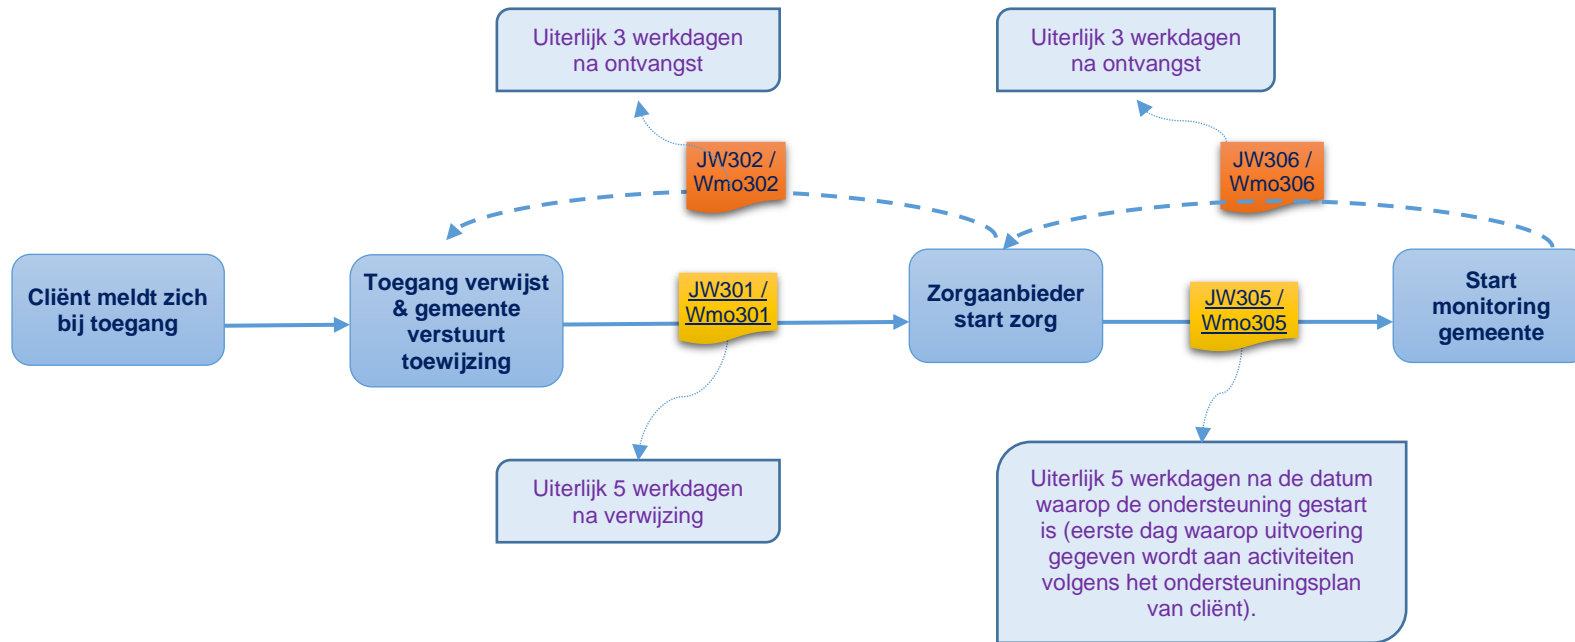 Uiterlijk 3 werkdagen
na ontvangst
Uiterlijk 3 werkdagen
na ontvangst
JW302 /
Wmo302
JW306 /
Wmo306
Cliënt meldt zich
bij toegang
Toegang verwijst
& gemeente
verstuurt
toewijzing
JW301 /
Wmo301
Zorgaanbieder
start zorg
JW305 /
Wmo305
Start
monitoring
gemeente
Uiterlijk 5 werkdagen
na verwijzing
Uiterlijk 5 werkdagen na de datum
waarop de ondersteuning gestart
is (eerste dag waarop uitvoering
gegeven wordt aan activiteiten
volgens het ondersteuningsplan
van cliënt).